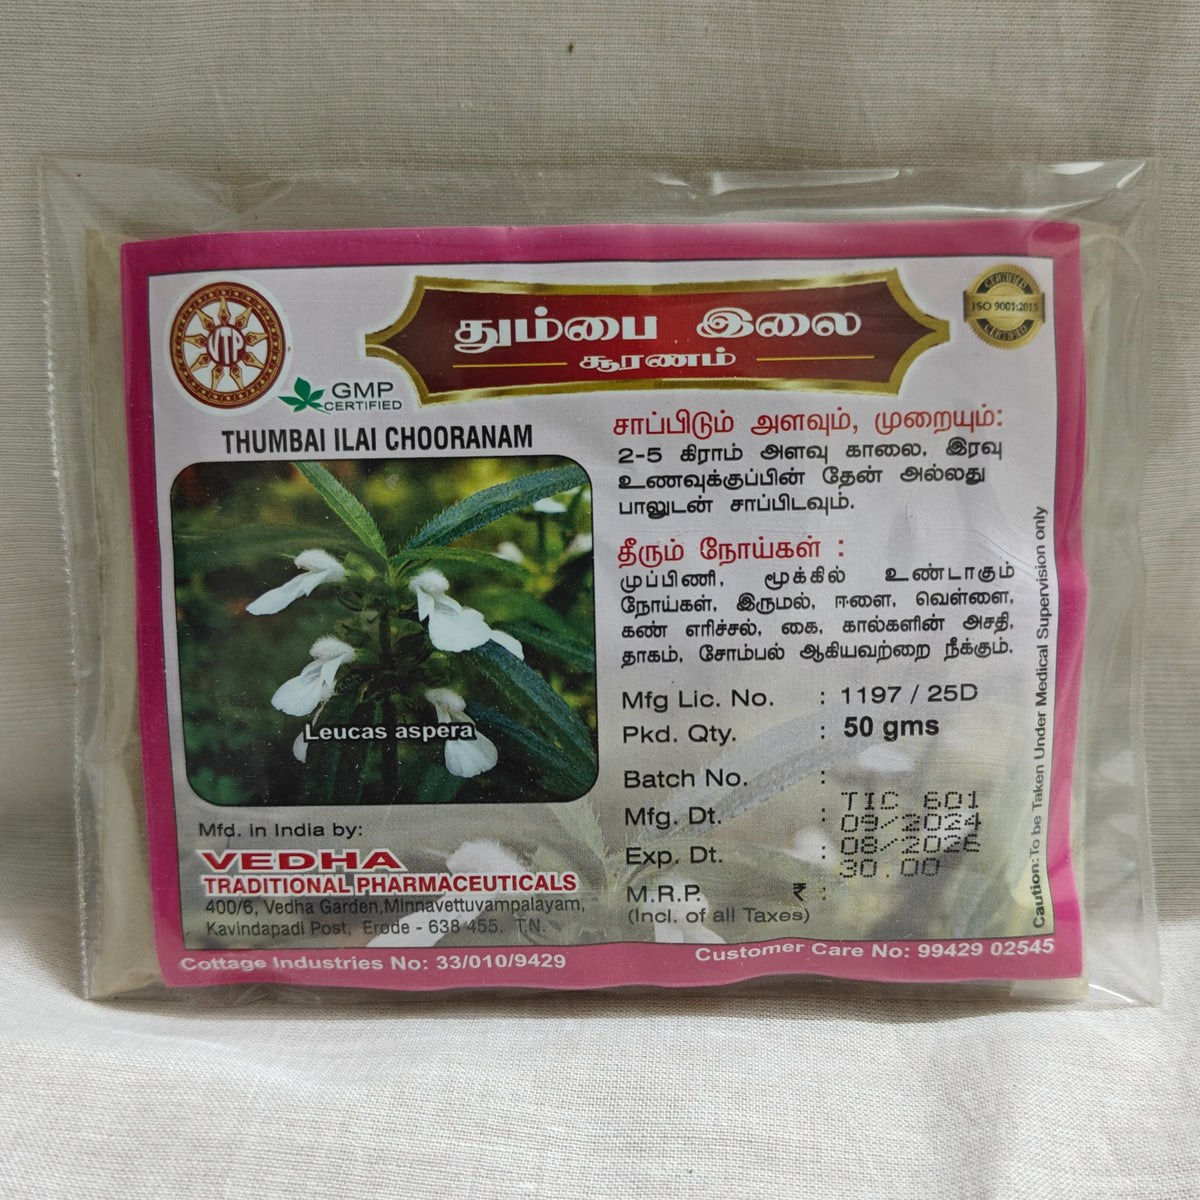 தும்பை இலை
சூரணம்
VTP
GMP
CERTIFIED
CERTIFIED
ISO 9001:2015
CERTIFIED
THUMBAI ILAI CHOORANAM
Leucas aspera
சாப்பிடும் அளவும், முறையும்:
2-5 கிராம் அளவு காலை, இரவு
உணவுக்குப்பின் தேன் அல்லது
பாலுடன் சாப்பிடவும்.
தீரும் நோய்கள் :
முப்பிணி, மூக்கில் உண்டாகும்
நோய்கள், இருமல், ஈளை, வெள்ளை,
கண் எரிச்சல், கை, கால்களின் அசதி,
தாகம், சோம்பல் ஆகியவற்றை நீக்கும்.
Mfg Lic. No. : 1197 / 25D
Pkd. Qty. : 50 gms
Batch No. : TIC 601
Mfg. Dt. : 09/2024
Exp. Dt. : 08/2026
M.R.P. ₹ : 30.00
(Incl. of all Taxes)
Caution:To be Taken Under Medical Supervision only
Mfd. in India by:
VEDHA
TRADITIONAL PHARMACEUTICALS
400/6, Vedha Garden,Minnavettuvampalayam,
Kavindapadi Post, Erode - 638 455. T.N.
Cottage Industries No: 33/010/9429
Customer Care No: 99429 02545